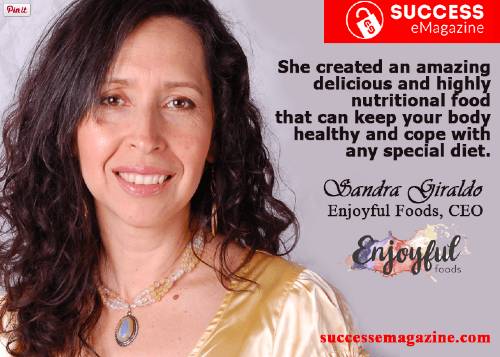 Pin it
SUCCESS
eMagazine
She created an amazing
delicious and highly
nutritional food
that can keep your body
healthy and cope with
any special diet.
Sandra Giraldo
Enjoyful Foods, CEO
Enjoyful
foods
successemagazine.com